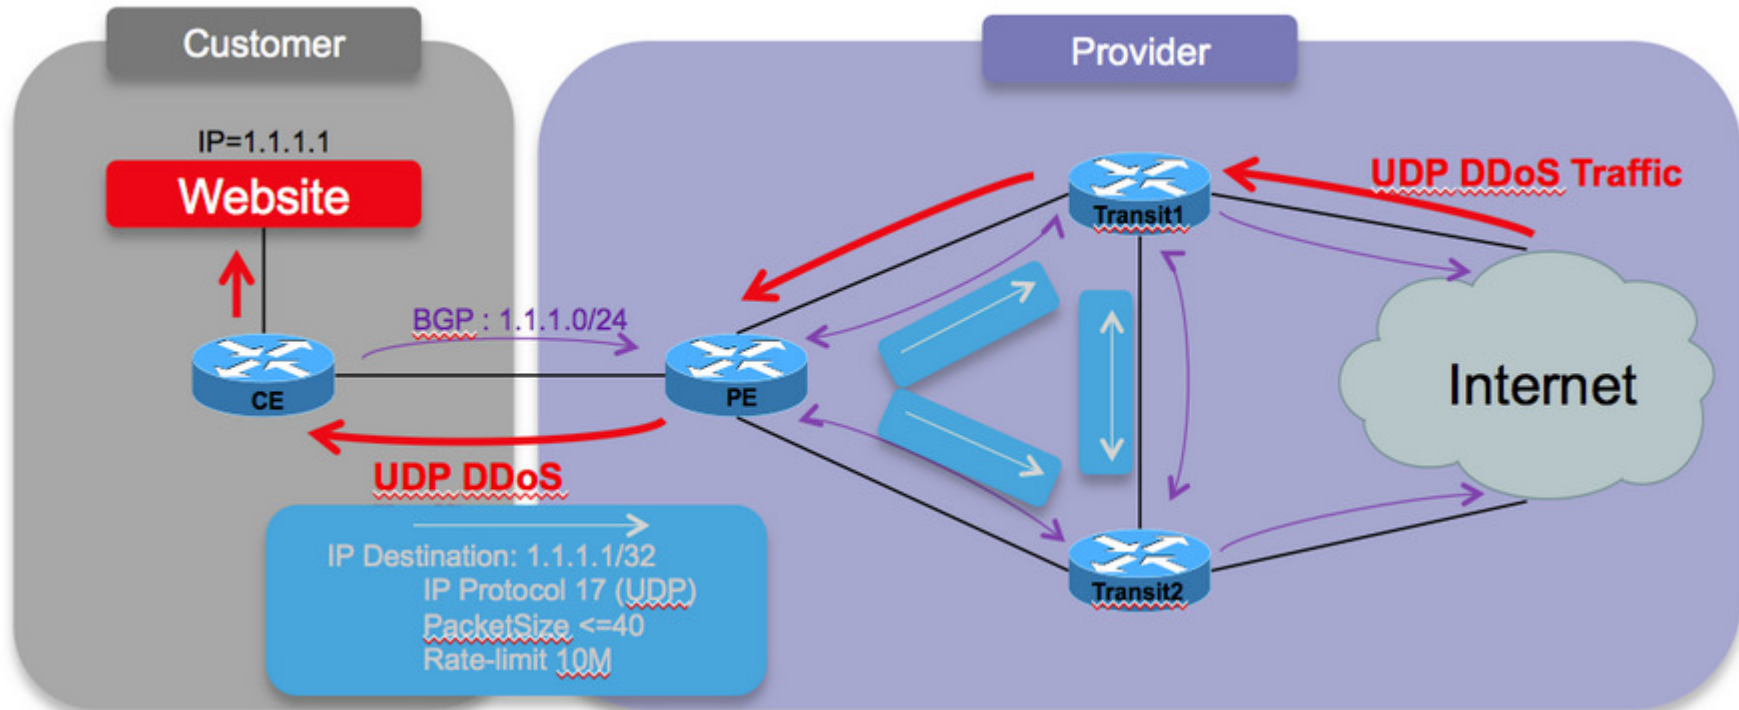 Customer
Provider
IP=1.1.1.1
Website
UDP DDoS Traffic
Transit1
BGP : 1.1.1.0/24
CE
PE
Internet
UDP DDoS
IP Destination: 1.1.1.1/32
IP Protocol 17 (UDP)
PacketSize <=40
Rate-limit 10M
Transit2